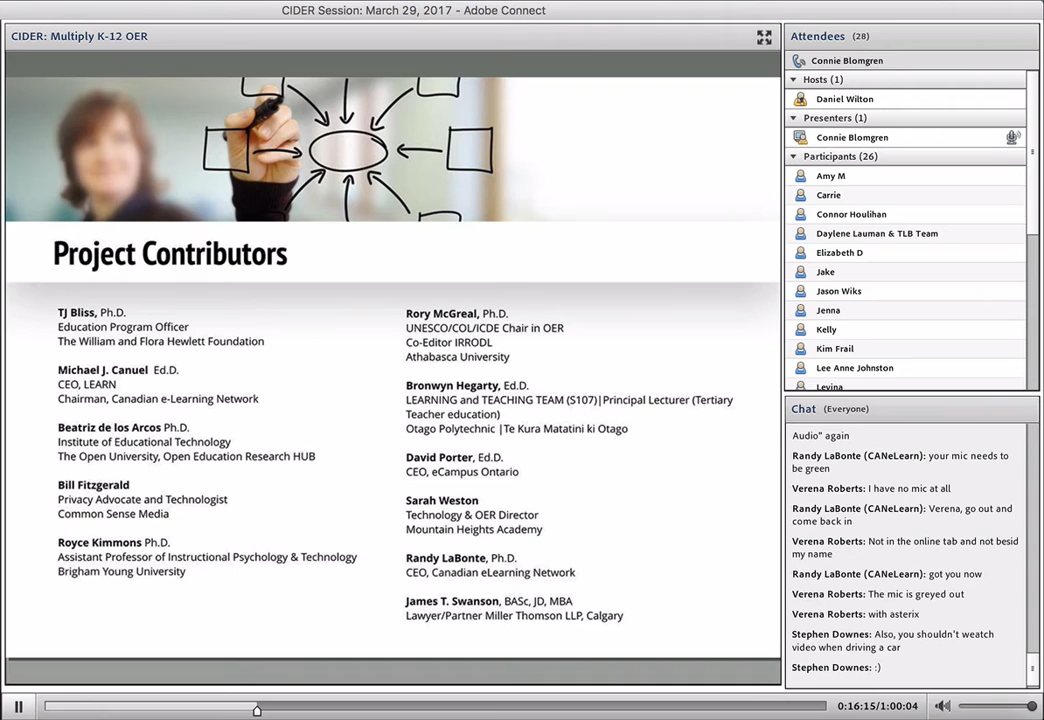 CIDER Session: March 29, 2017 - Adobe Connect
CIDER: Multiply K-12 OER
Project Contributors
TJ Bliss, Ph.D.
Education Program Officer
The William and Flora Hewlett Foundation
Michael J. Canuel Ed.D.
CEO, LEARN
Chairman, Canadian e-Learning Network
Beatriz de los Arcos Ph.D.
Institute of Educational Technology
The Open University, Open Education Research HUB
Bill Fitzgerald
Privacy Advocate and Technologist
Common Sense Media
Royce Kimmons Ph.D.
Assistant Professor of Instructional Psychology & Technology
Brigham Young University
Rory McGreal, Ph.D.
UNESCO/COL/ICDE Chair in OER
Co-Editor IRRODL
Athabasca University
Bronwyn Hegarty, Ed.D.
LEARNING and TEACHING TEAM (S107)|Principal Lecturer (Tertiary
Teacher education)
Otago Polytechnic |Te Kura Matatini ki Otago
David Porter, Ed.D.
CEO, eCampus Ontario
Sarah Weston
Technology & OER Director
Mountain Heights Academy
Randy LaBonte, Ph.D.
CEO, Canadian eLearning Network
James T. Swanson, BASc, JD, MBA
Lawyer/Partner Miller Thomson LLP, Calgary
Attendees (28)
Connie Blomgren
Hosts (1)
Daniel Wilton
Presenters (1)
Connie Blomgren
Participants (26)
Amy M
Carrie
Connor Houlihan
Daylene Lauman & TLB Team
Elizabeth D
Jake
Jason Wiks
Jenna
Kelly
Kim Frail
Lee Anne Johnston
Levina
Chat (Everyone)
Audio" again
Randy LaBonte (CANeLearn): your mic needs to
be green
Verena Roberts: I have no mic at all
Randy LaBonte (CANeLearn): Verena, go out and
come back in
Verena Roberts: Not in the online tab and not besid
my name
Randy LaBonte (CANeLearn): got you now
Verena Roberts: The mic is greyed out
Verena Roberts: with asterix
Stephen Downes: Also, you shouldn't weatch
video when driving a car
Stephen Downes: :)
0:16:15/1:00:04